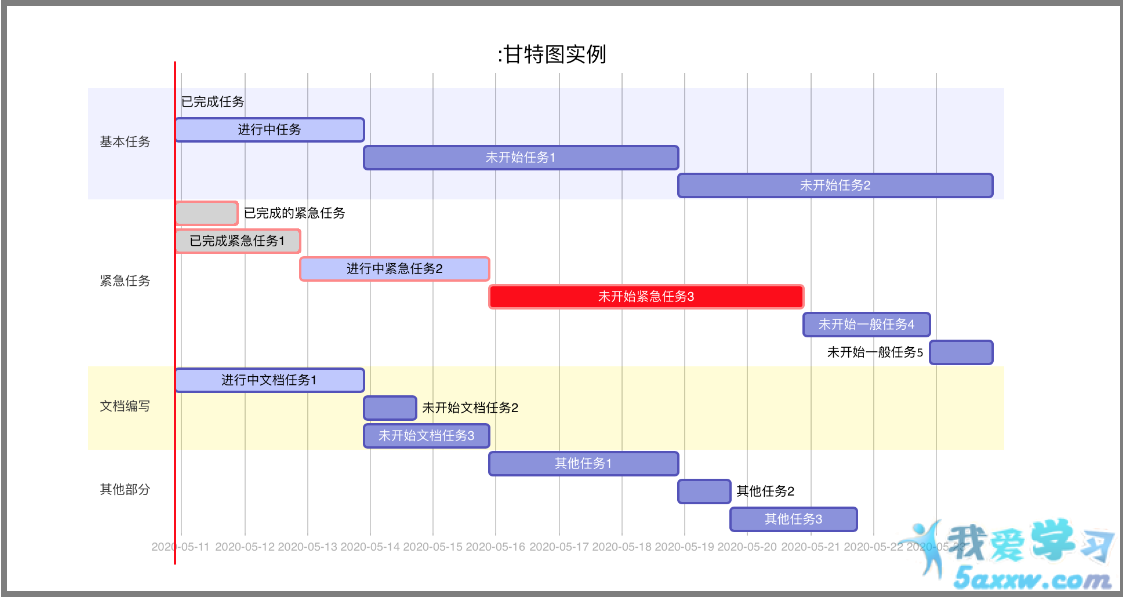 :甘特图实例
已完成任务
进行中任务
基本任务
未开始任务1
未开始任务2
已完成的紧急任务
已完成紧急任务1
进行中紧急任务2
紧急任务
未开始紧急任务3
未开始一般任务4
未开始一般任务5
进行中文档任务1
文档编写
未开始文档任务2
未开始文档任务3
其他任务1
其他部分
其他任务2
其他任务3
2020-05-11 2020-05-12 2020-05-13 2020-05-14 2020-05-15 2020-05-16 2020-05-17 2020-05-18 2020-05-19 2020-05-20 2020-05-21 2020-05-22 2020-05-23
我爱学习
5axxw.com